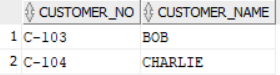 CUSTOMER_NO CUSTOMER_NAME
1 C-103 BOB
2 C-104 CHARLIE